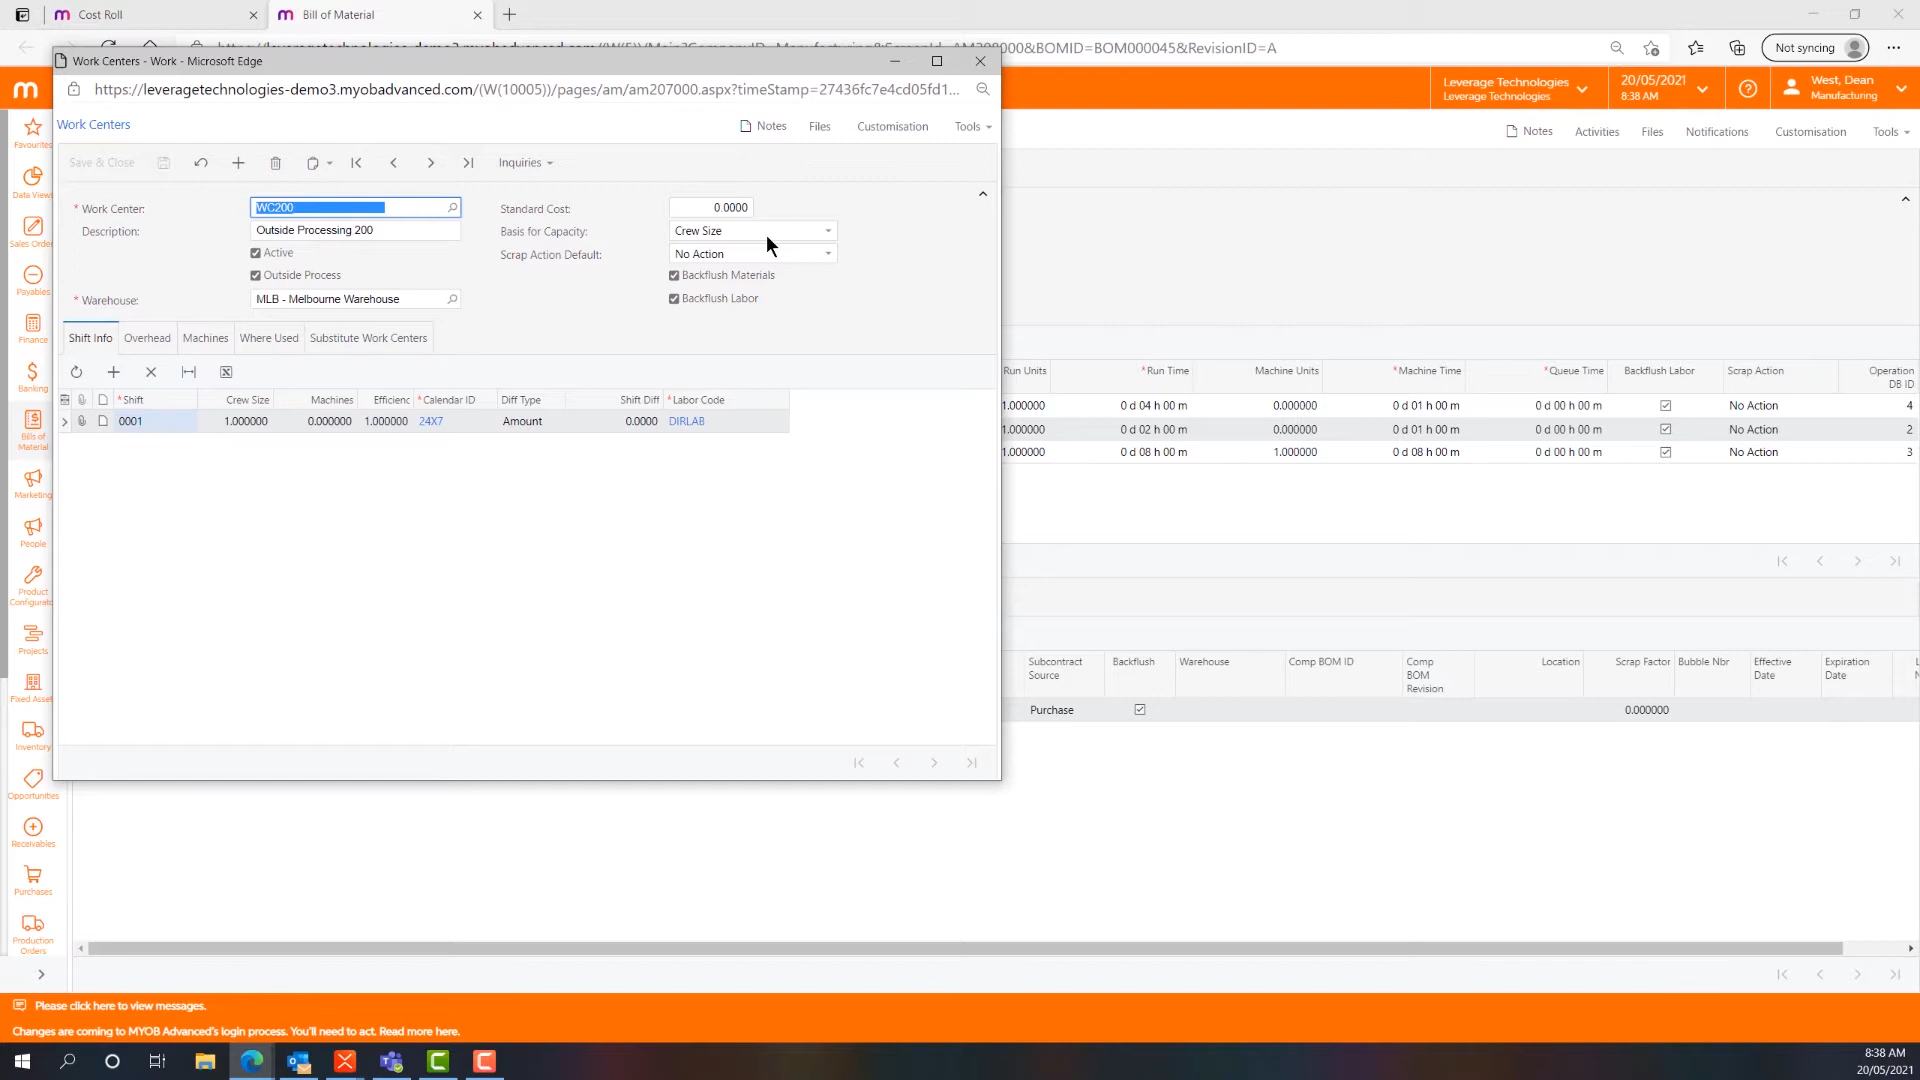 Cost Roll
Bill of Material
Not syncing
Work Centers - Work - Microsoft Edge
https://leveragetechnologies-demo3.myobadvanced.com/(W(10005))/pages/am/am207000.aspx?timeStamp=27436fc7e4cd05fd1...
Leverage Technologies
Leverage Technologies
20/05/2021
8:38 AM
West, Dean
Manufacturing
Work Centers
Notes
Files
Customisation
Tools
Notes
Activities
Files
Notifications
Customisation
Tools
Save & Close
Inquiries
* Work Center:
WC200
Standard Cost:
0.0000
Description:
Outside Processing 200
Basis for Capacity:
Crew Size
Active
Scrap Action Default:
No Action
Outside Process
Backflush Materials
* Warehouse:
MLB - Melbourne Warehouse
Backflush Labor
Shift Info
Overhead
Machines
Where Used
Substitute Work Centers
* Shift
Crew Size
Machines
Efficienc
* Calendar ID
Diff Type
Shift Diff
* Labor Code
0001
1.000000
0.000000
1.000000
24X7
Amount
0.0000
DIRLAB
Run Units
* Run Time
Machine Units
* Machine Time
* Queue Time
Backflush Labor
Scrap Action
Operation
DB ID
1.000000
0 d 04 h 00 m
0.000000
0 d 01 h 00 m
0 d 00 h 00 m
No Action
4
1.000000
0 d 02 h 00 m
0.000000
0 d 01 h 00 m
0 d 00 h 00 m
No Action
2
1.000000
0 d 08 h 00 m
1.000000
0 d 08 h 00 m
0 d 00 h 00 m
No Action
3
Subcontract
Source
Backflush
Warehouse
Comp BOM ID
Comp
BOM
Revision
Location
Scrap Factor
Bubble Nbr
Effective
Date
Expiration
Date
Purchase
0.000000
Favourites
Data Views
Sales Order
Payables
Finance
Banking
Bills of
Material
Marketing
People
Product
Configurato
Projects
Fixed Asset
Inventory
Opportunities
Receivables
Purchases
Production
Orders
Please click here to view messages.
Changes are coming to MYOB Advanced's login process. You'll need to act. Read more here.
8:38 AM
20/05/2021